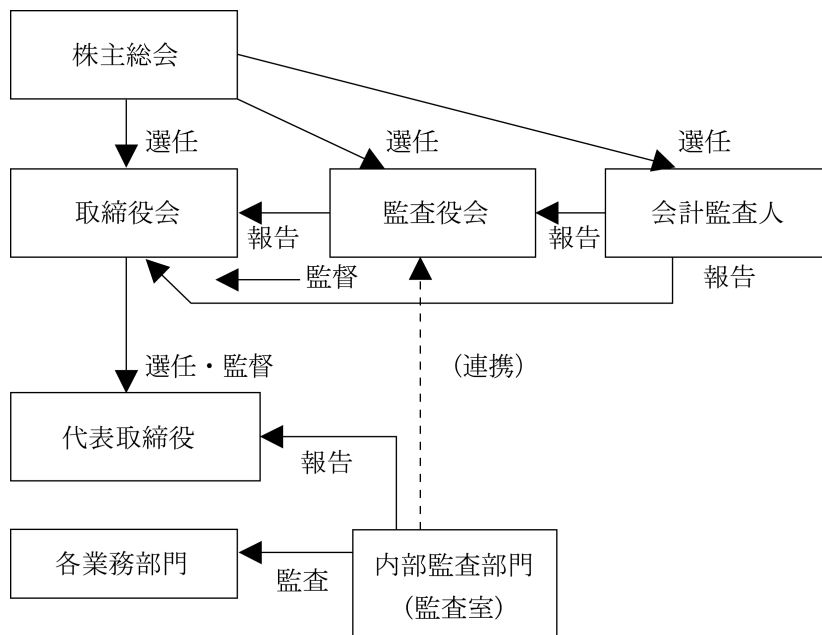 株主総会
選任
選任
選任
取締役会
監査役会
会計監査人
報告
報告
監督
報告
選任・監督
（連携）
代表取締役
報告
各業務部門
監査
内部監査部門
（監査室）